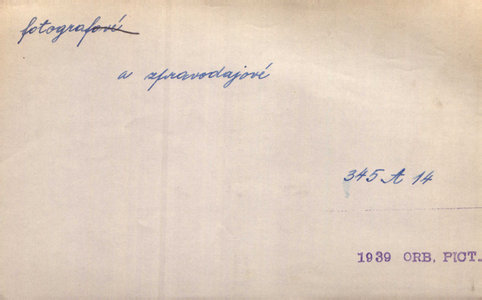 fotografové
a zpravodajové
345 A 14
1939 ORB. PICT.